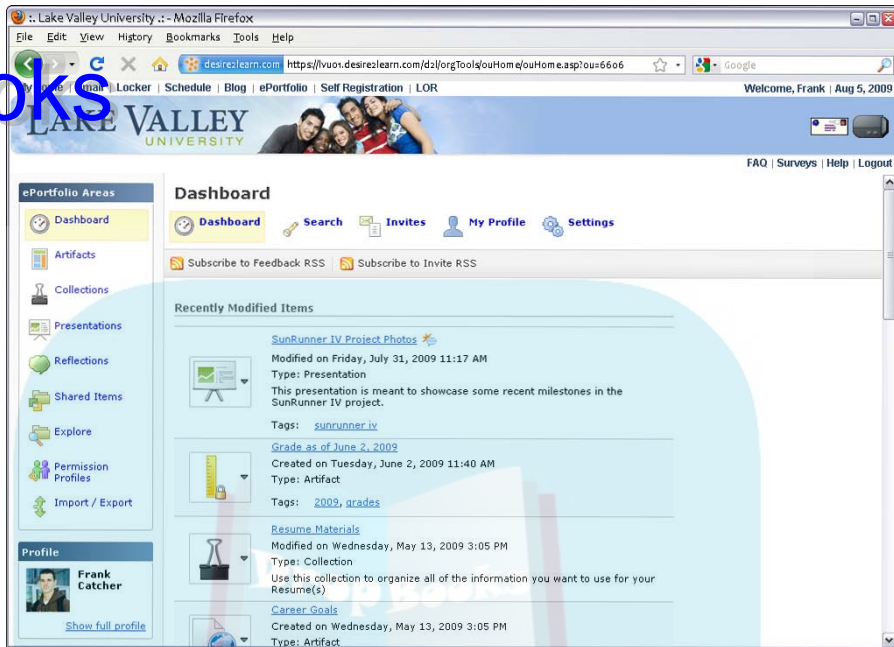 :. Lake Valley University .: - Mozilla Firefox
File Edit View History Bookmarks Tools Help
desire2learn.com https://lvu01.desire2learn.com/d2l/orgTools/ouHome/ouHome.asp?ou=6606 Google
oks
My Home | Email | Locker | Schedule | Blog | ePortfolio | Self Registration | LOR Welcome, Frank | Aug 5, 2009
LAKE VALLEY
UNIVERSITY
FAQ | Surveys | Help | Logout
ePortfolio Areas
Dashboard
Artifacts
Collections
Presentations
Reflections
Shared Items
Explore
Permission
Profiles
Import / Export
Profile
Frank
Catcher
Show full profile
Dashboard
Dashboard Search Invites My Profile Settings
Subscribe to Feedback RSS Subscribe to Invite RSS
Recently Modified Items
SunRunner IV Project Photos
Modified on Friday, July 31, 2009 11:17 AM
Type: Presentation
This presentation is meant to showcase some recent milestones in the
SunRunner IV project.
Tags: sunrunner iv
Grade as of June 2, 2009
Created on Tuesday, June 2, 2009 11:40 AM
Type: Artifact
Tags: 2009, grades
Resume Materials
Modified on Wednesday, May 13, 2009 3:05 PM
Type: Collection
Use this collection to organize all of the information you want to use for your
Resume(s)
Career Goals
Created on Wednesday, May 13, 2009 3:05 PM
Type: Artifact
Up Books